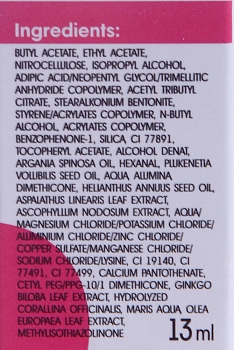 Ingredients:
BUTYL ACETATE, ETHYL ACETATE,
NITROCELLULOSE, ISOPROPYL ALCOHOL,
ADIPIC ACID/NEOPENTYL GLYCOL/TRIMELLITIC
ANHYDRIDE COPOLYMER, ACETYL TRIBUTYL
CITRATE, STEARALKONIUM BENTONITE,
STYRENE/ACRYLATES COPOLYMER, N-BUTYL
ALCOHOL, ACRYLATES COPOLYMER,
BENZOPHENONE-1, SILICA, CI 77891,
TOCOPHERYL ACETATE, ALCOHOL DENAT,
ARGANIA SPINOSA OIL, HEXANAL, PLUKENETIA
VOLUBILIS SEED OIL, AQUA, ALUMINA,
DIMETHICONE, HELIANTHUS ANNUUS SEED OIL,
ASPALATHUS LINEARIS LEAF EXTRACT,
ASCOPHYLLUM NODOSUM EXTRACT, AQUA/
MAGNESIUM CHLORIDE/POTASSIUM CHLORIDE/
ALUMINIUM CHLORIDE/ZINC CHLORIDE/
COPPER SULFATE/MANGANESE CHLORIDE/
SODIUM CHLORIDE/LYSINE, CI 19140, CI
77491, CI 77499, CALCIUM PANTOTHENATE,
CETYL PEG/PPG-10/1 DIMETHICONE, GINKGO
BILOBA LEAF EXTRACT, HYDROLYZED
CORALLINA OFFICINALIS, MARIS AQUA, OLEA
EUROPAEA LEAF EXTRACT,
METHYLISOTHIAZOLINONE
13 ml